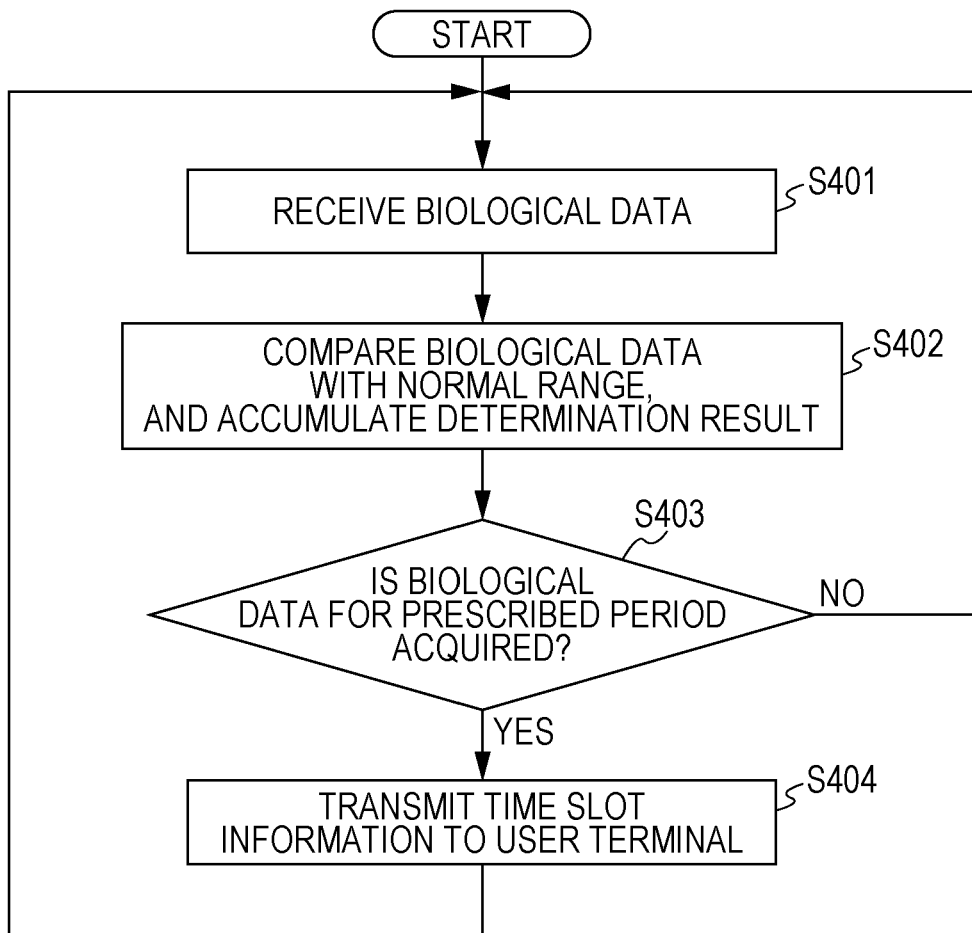 START
RECEIVE BIOLOGICAL DATA
S401
COMPARE BIOLOGICAL DATA
WITH NORMAL RANGE,
AND ACCUMULATE DETERMINATION RESULT
S402
S403
IS BIOLOGICAL
DATA FOR PRESCRIBED PERIOD
ACQUIRED?
NO
YES
TRANSMIT TIME SLOT
INFORMATION TO USER TERMINAL
S404